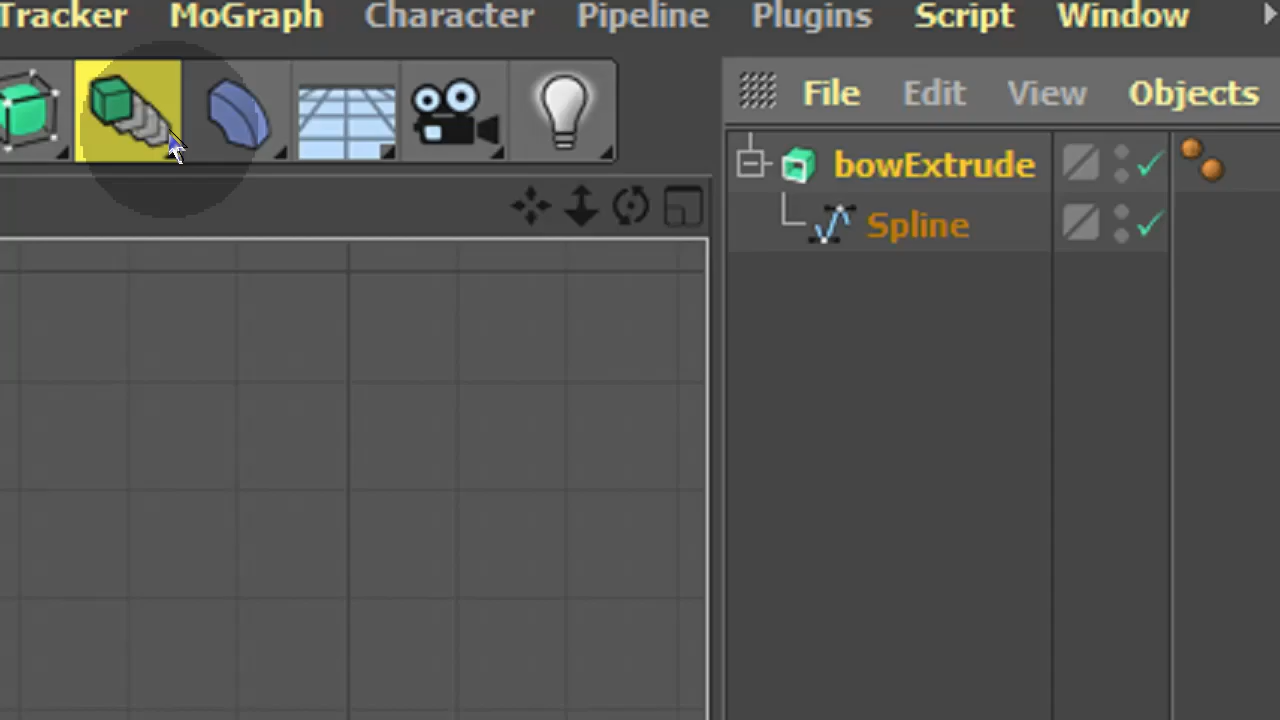 Tracker MoGraph Character Pipeline Plugins Script Window
File Edit View Objects
bowExtrude
Spline